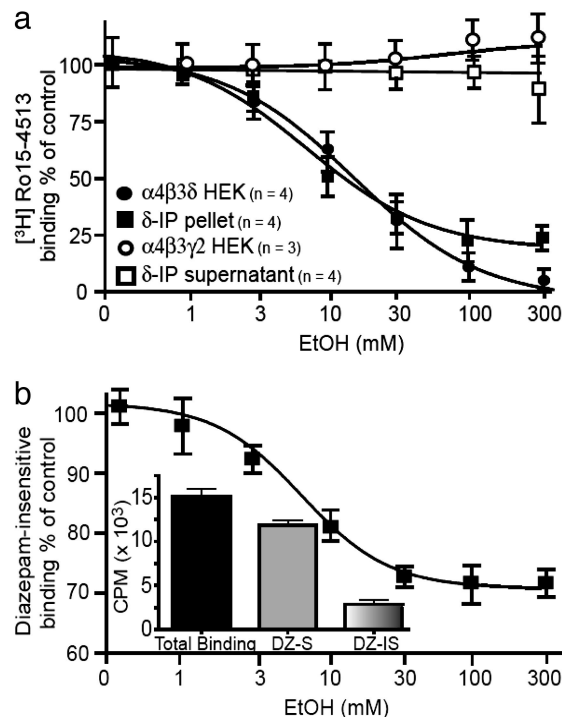 a
[³H] Ro15-4513
binding % of control
100
75
50
25
0
α4β3δ HEK (n = 4)
δ-IP pellet (n = 4)
α4β3γ2 HEK (n = 3)
δ-IP supernatant (n = 4)
0 1 3 10 30 100 300
EtOH (mM)
b
Diazepam-insensitive
binding % of control
100
90
80
70
60
CPM (x 10³)
15
10
5
0
Total Binding DZ-S DZ-IS
0 1 3 10 30 100 300
EtOH (mM)